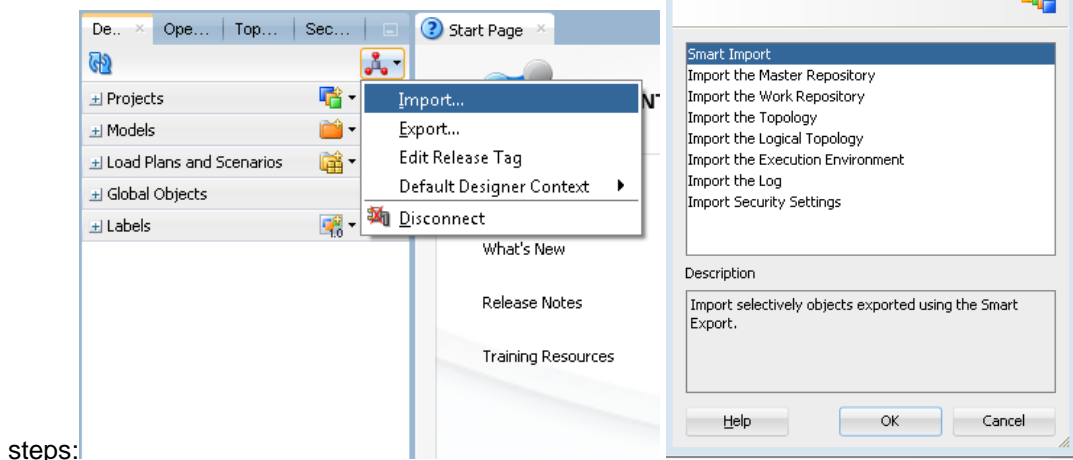 De..
Ope...
Top...
Sec...
Start Page
Projects
Models
Load Plans and Scenarios
Global Objects
Labels
1.0
Import...
Export...
Edit Release Tag
Default Designer Context
Disconnect
What's New
Release Notes
Training Resources
Smart Import
Import the Master Repository
Import the Work Repository
Import the Topology
Import the Logical Topology
Import the Execution Environment
Import the Log
Import Security Settings
Description
Import selectively objects exported using the Smart
Export.
Help
OK
Cancel
steps: